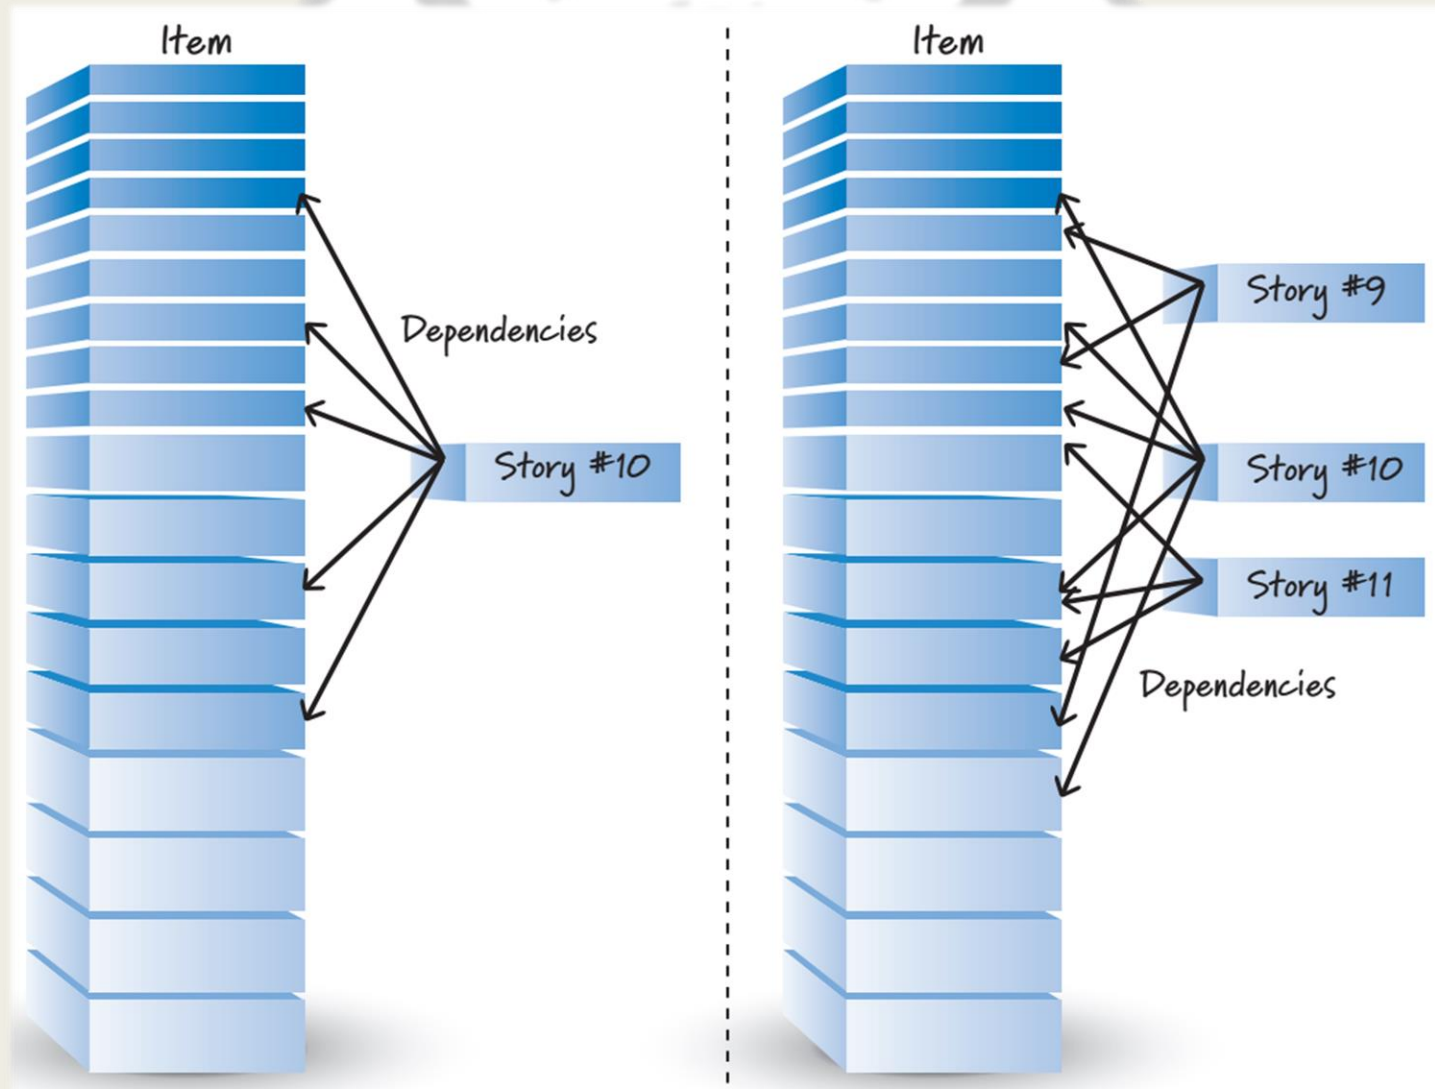 Item
Dependencies
Story #10
Item
Story #9
Story #10
Story #11
Dependencies